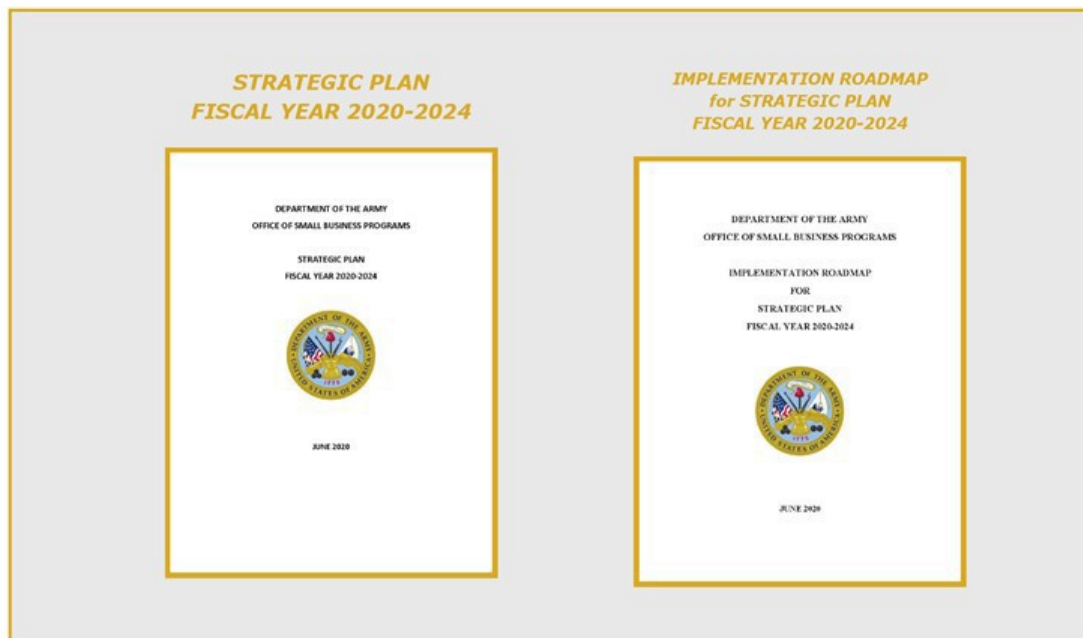 STRATEGIC PLAN
FISCAL YEAR 2020-2024
DEPARTMENT OF THE ARMY
OFFICE OF SMALL BUSINESS PROGRAMS
STRATEGIC PLAN
FISCAL YEAR 2020-2024
DEPARTMENT OF THE ARMY
UNITED STATES OF AMERICA
1775
JUNE 2020
IMPLEMENTATION ROADMAP
for STRATEGIC PLAN
FISCAL YEAR 2020-2024
DEPARTMENT OF THE ARMY
OFFICE OF SMALL BUSINESS PROGRAMS
IMPLEMENTATION ROADMAP
FOR
STRATEGIC PLAN
FISCAL YEAR 2020-2024
DEPARTMENT OF THE ARMY
UNITED STATES OF AMERICA
1775
JUNE 2020